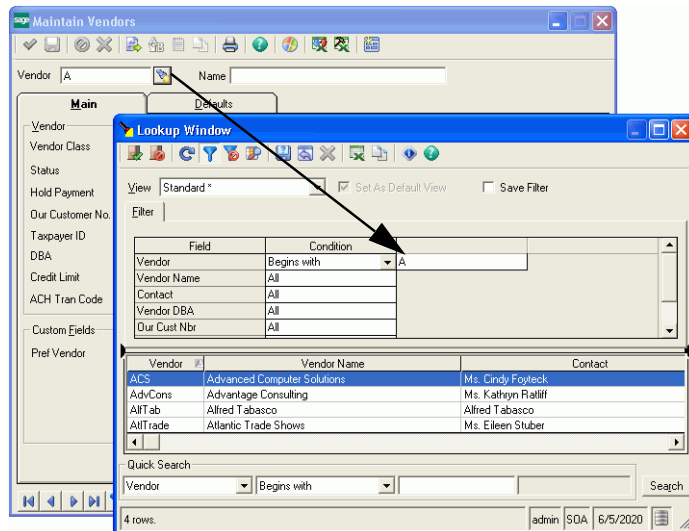 sage Maintain Vendors
Vendor A Name
Main Defaults
Vendor
Vendor Class
Status
Hold Payment
Our Customer No.
Taxpayer ID
DBA
Credit Limit
ACH Tran Code
Custom Fields
Pref Vendor
Lookup Window
View Standard * Set As Default View Save Filter
Filter
Field Condition
Vendor Begins with A
Vendor Name All
Contact All
Vendor DBA All
Our Cust Nbr All
Vendor Vendor Name Contact
ACS Advanced Computer Solutions Ms. Cindy Foyteck
AdvCons Advantage Consulting Ms. Kathryn Ratliff
AlfTab Alfred Tabasco Alfred Tabasco
AtlTrade Atlantic Trade Shows Ms. Eileen Stuber
Quick Search
Vendor Begins with Search
4 rows. admin SOA 6/5/2020